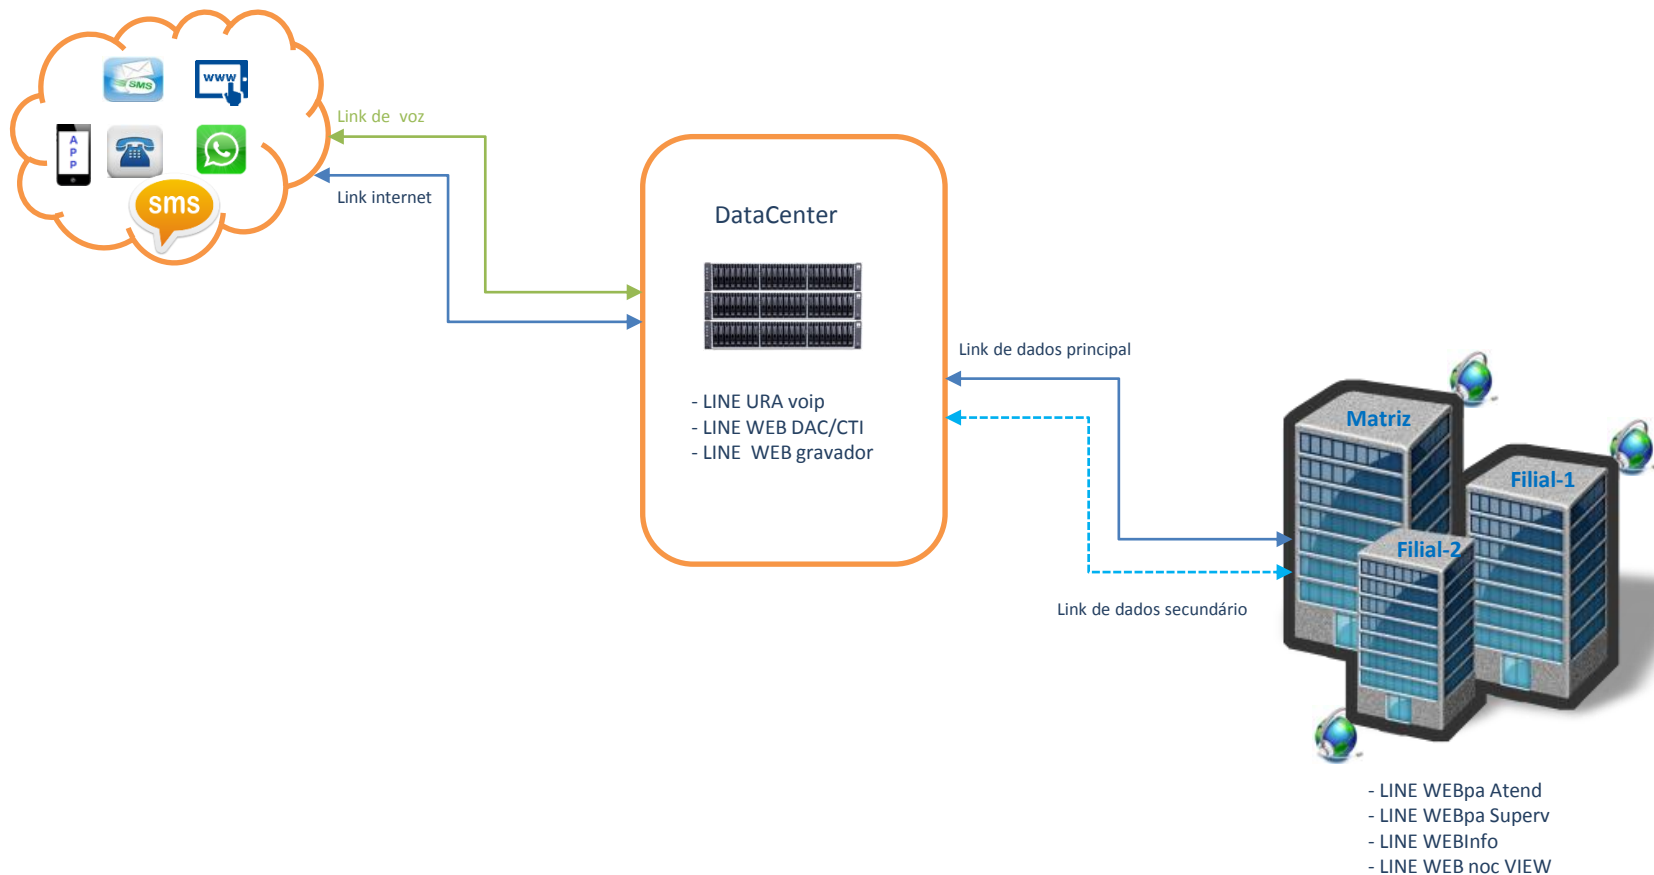 SMS
www
Link de voz
A
P
P
Link internet
sms
DataCenter
Link de dados principal
- LINE URA voip
- LINE WEB DAC/CTI
- LINE WEB gravador
Matriz
Filial-1
Filial-2
Link de dados secundário
- LINE WEBpa Atend
- LINE WEBpa Superv
- LINE WEBInfo
- LINE WEB noc VIEW